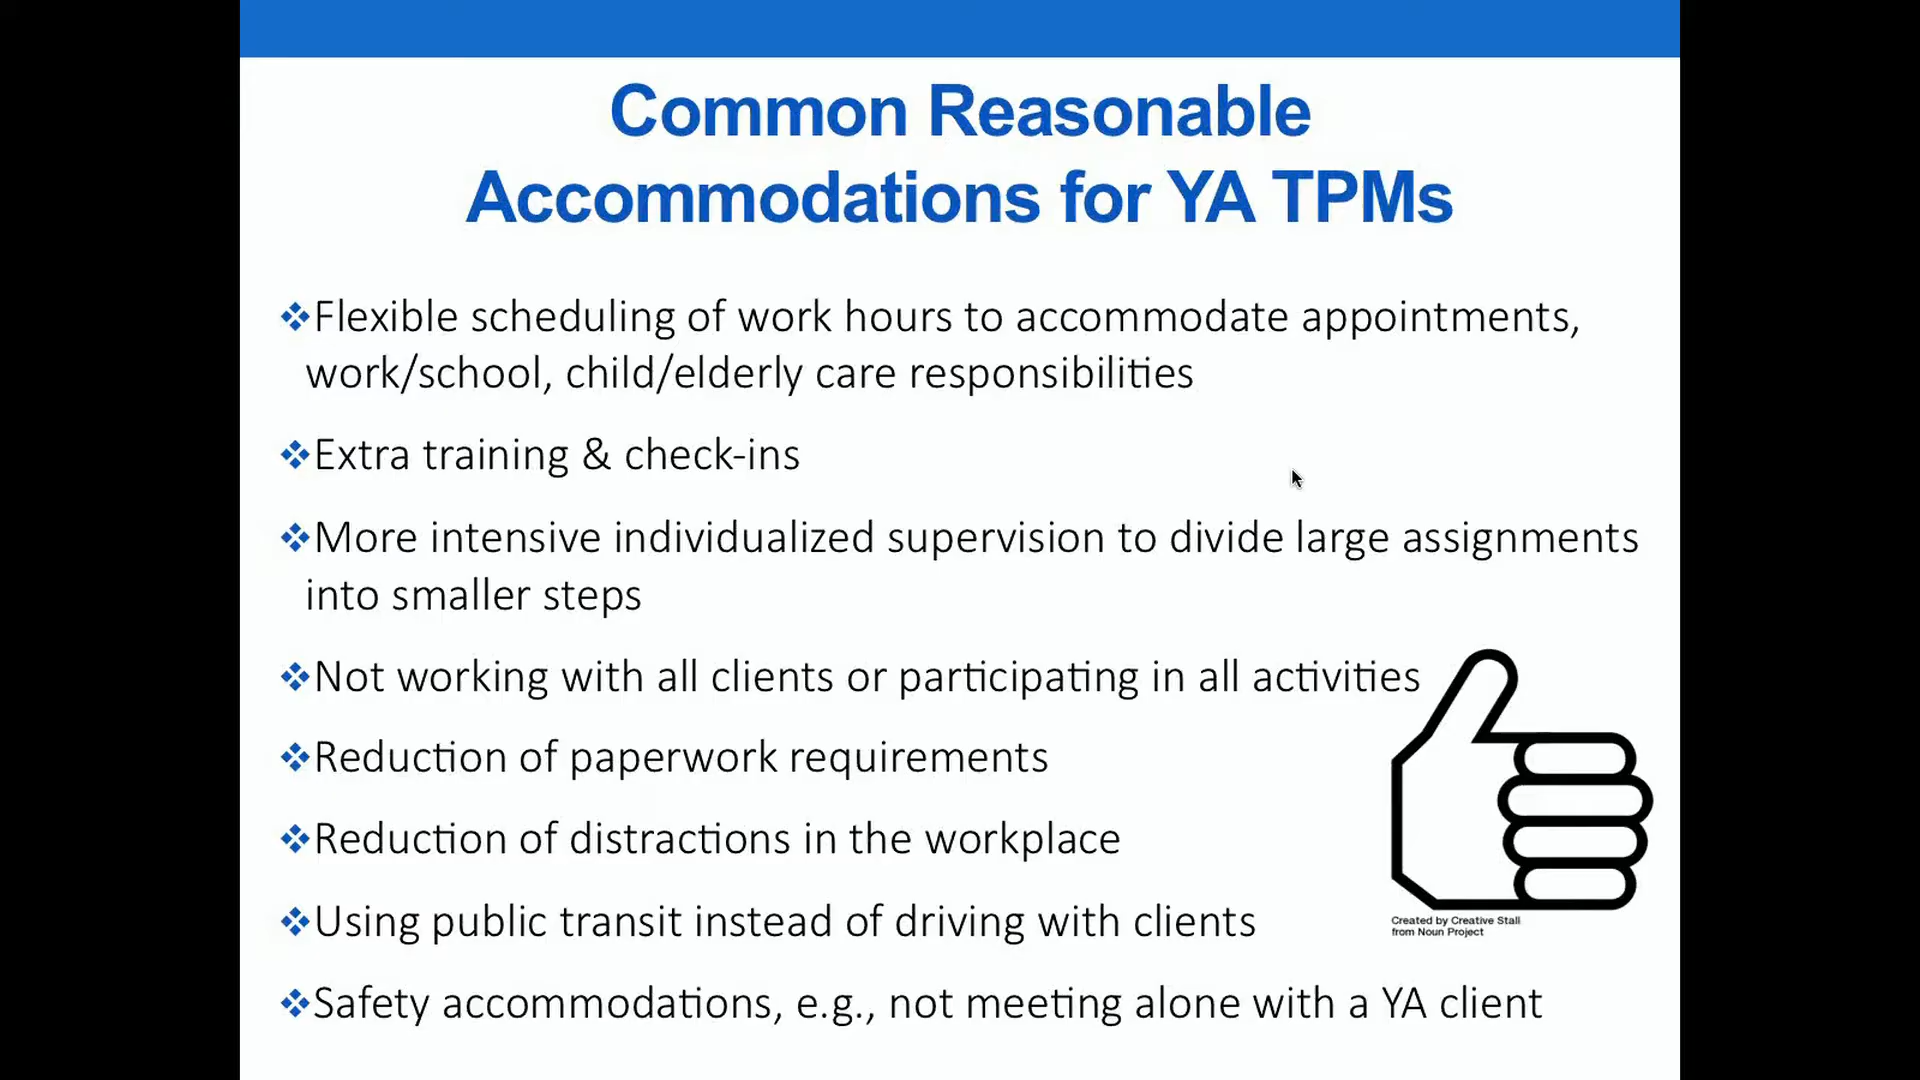 Common Reasonable
Accommodations for YA TPMs
❖Flexible scheduling of work hours to accommodate appointments,
work/school, child/elderly care responsibilities
❖Extra training & check-ins
❖More intensive individualized supervision to divide large assignments
into smaller steps
❖Not working with all clients or participating in all activities
❖Reduction of paperwork requirements
❖Reduction of distractions in the workplace
❖Using public transit instead of driving with clients
❖Safety accommodations, e.g., not meeting alone with a YA client
Created by Creative Stall
from Noun Project